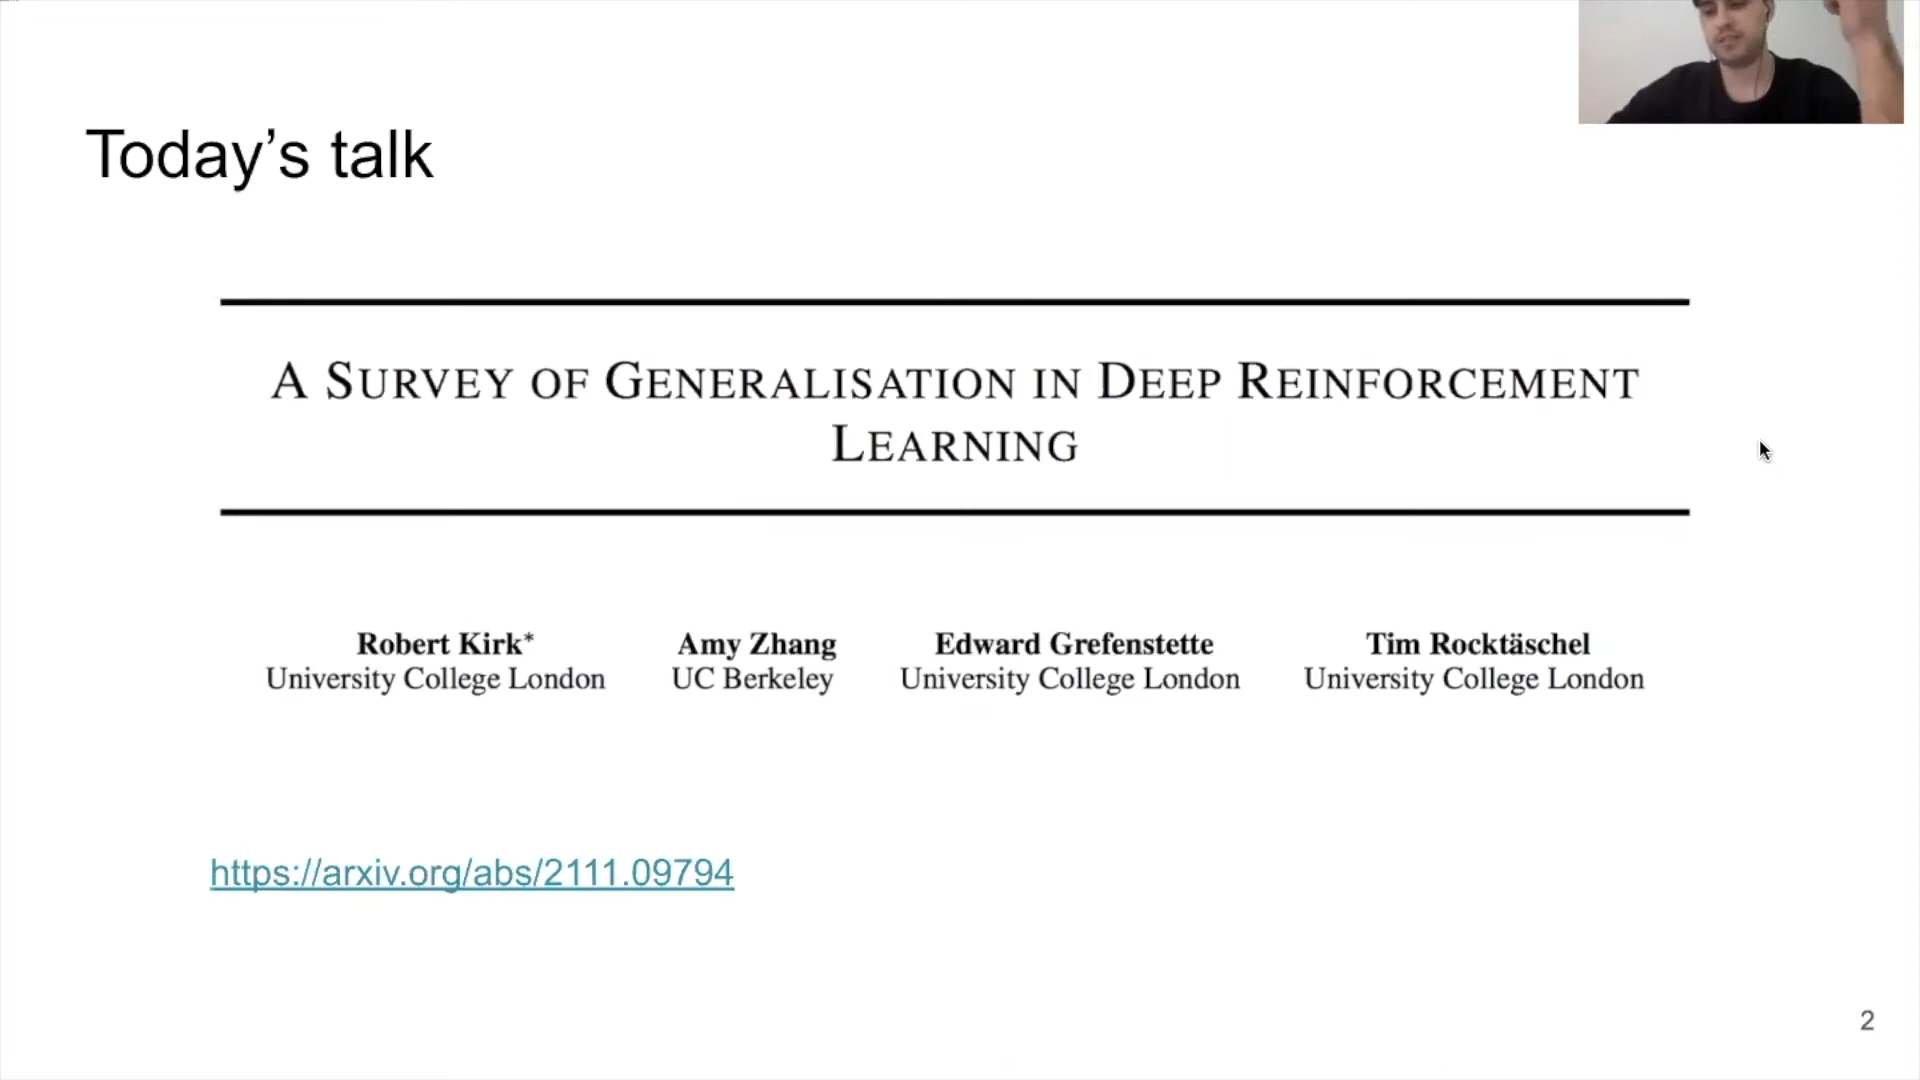 Today's talk
A SURVEY OF GENERALISATION IN DEEP REINFORCEMENT
LEARNING
Robert Kirk* Amy Zhang Edward Grefenstette Tim Rocktäschel
University College London UC Berkeley University College London University College London
https://arxiv.org/abs/2111.09794
2